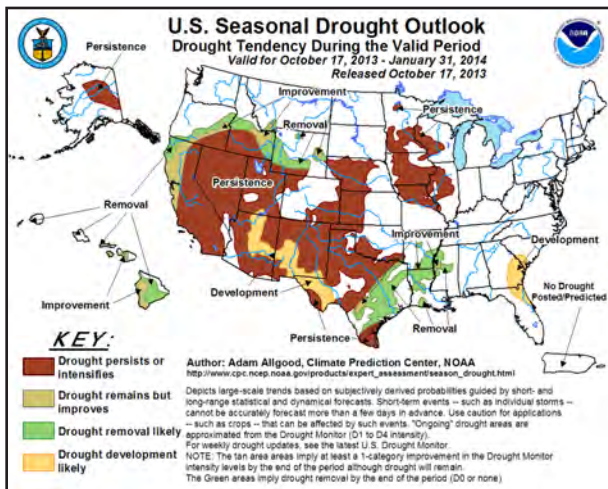 U.S. Seasonal Drought Outlook
Drought Tendency During the Valid Period
Valid for October 17, 2013 - January 31, 2014
Released October 17, 2013
noaa
Persistence
Improvement
Removal
Persistence
Persistence
Removal
Improvement
Development
Improvement
Development
Persistence
Removal
No Drought
Posted/Predicted
KEY:
Drought persists or
intensifies
Drought remains but
improves
Drought removal likely
Drought development
likely
Author: Adam Allgood, Climate Prediction Center, NOAA
http://www.cpc.ncep.noaa.gov/products/expert_assessment/season_drought.html
Depicts large-scale trends based on subjectively derived probabilities guided by short- and
long-range statistical and dynamical forecasts. Short-term events -- such as individual storms --
cannot be accurately forecast more than a few days in advance. Use caution for applications
-- such as crops -- that can be affected by such events. "Ongoing" drought areas are
approximated from the Drought Monitor (D1 to D4 intensity).
For weekly drought updates, see the latest U.S. Drought Monitor.
NOTE: The tan area areas imply at least a 1-category improvement in the Drought Monitor
intensity levels by the end of the period although drought will remain.
The Green areas imply drought removal by the end of the period (D0 or none)